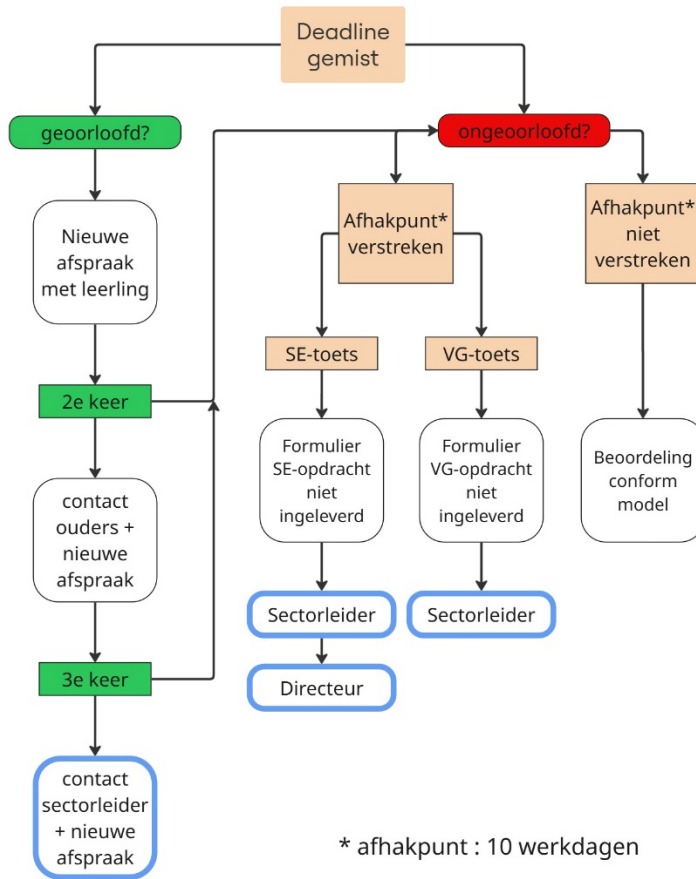 Deadline
gemist
geoorloofd?
ongeoorloofd?
Nieuwe
afspraak
met leerling
Afhakpunt*
verstreken
Afhakpunt*
niet
verstreken
SE-toets
VG-toets
2e keer
Formulier
SE-opdracht
niet
ingeleverd
Formulier
VG-opdracht
niet
ingeleverd
Beoordeling
conform
model
contact
ouders +
nieuwe
afspraak
Sectorleider
Sectorleider
3e keer
Directeur
contact
sectorleider
+ nieuwe
afspraak
* afhakpunt : 10 werkdagen